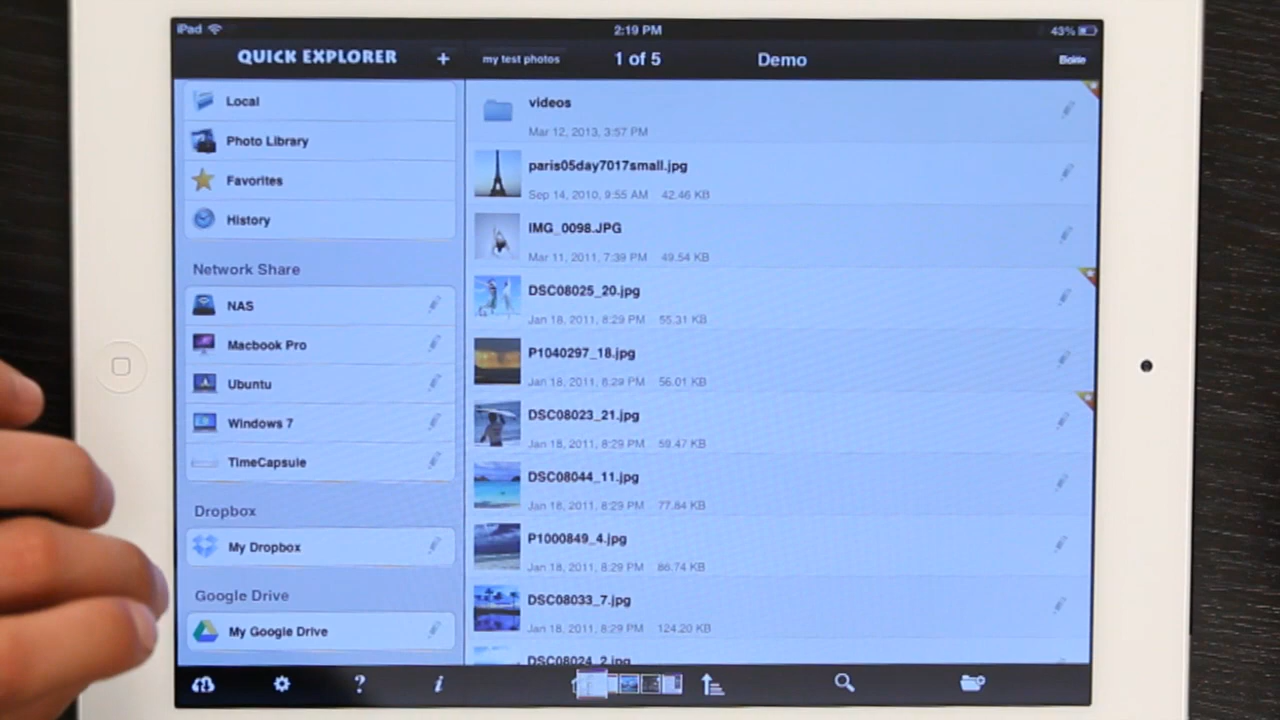 iPad
2:19 PM
43%
QUICK EXPLORER
+
my test photos
1 of 5
Demo
Local
Photo Library
Favorites
History
Network Share
NAS
Macbook Pro
Ubuntu
Windows 7
TimeCapsule
Dropbox
My Dropbox
Google Drive
My Google Drive
videos
Mar 12, 2013, 3:57 PM
paris05day7017small.jpg
Sep 14, 2010, 9:55 AM 42.46 KB
IMG_0098.JPG
Mar 11, 2011, 7:39 PM 49.54 KB
DSC08025_20.jpg
Jan 18, 2011, 8:29 PM 55.31 KB
P1040297_18.jpg
Jan 18, 2011, 8:29 PM 56.01 KB
DSC08023_21.jpg
Jan 18, 2011, 8:29 PM 59.47 KB
DSC08044_11.jpg
Jan 18, 2011, 8:29 PM 77.84 KB
P1000849_4.jpg
Jan 18, 2011, 8:29 PM 86.74 KB
DSC08033_7.jpg
Jan 18, 2011, 8:29 PM 124.20 KB
DSC08024_2.jpg
? i